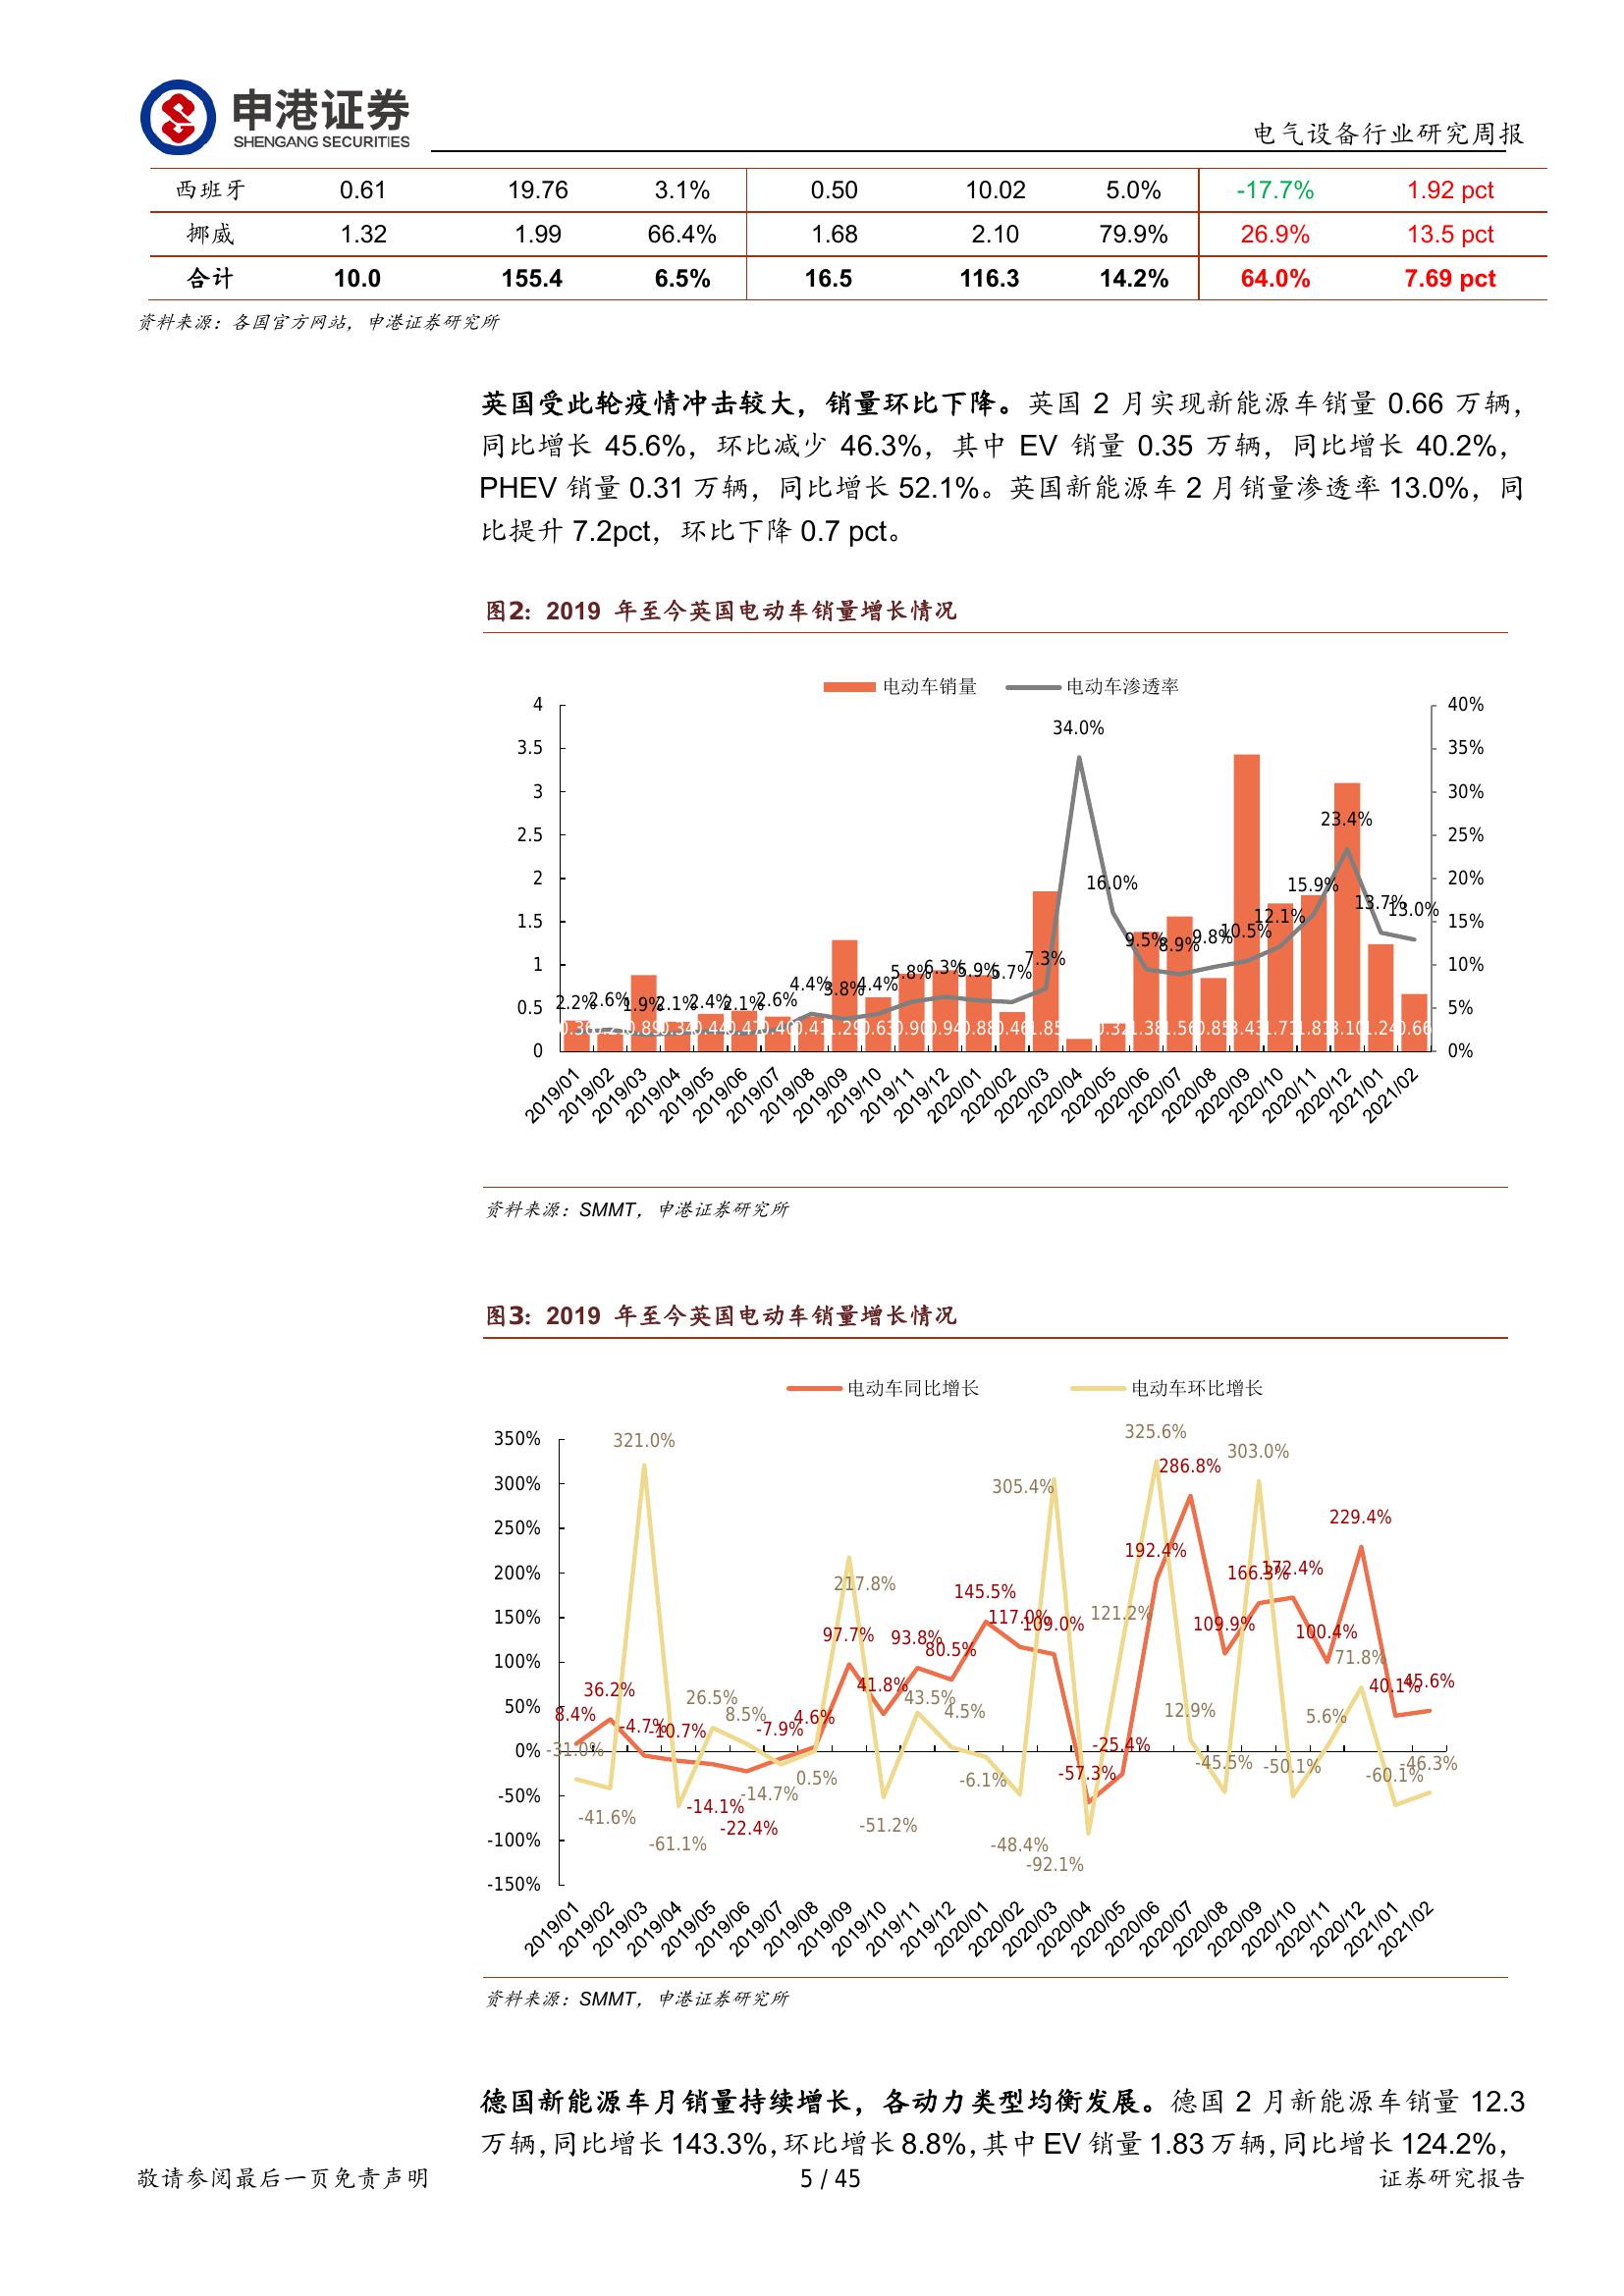 申港证券
SHENGANG SECURITIES
电气设备行业研究周报
西班牙 0.61 19.76 3.1% 0.50 10.02 5.0% -17.7% 1.92 pct
挪威 1.32 1.99 66.4% 1.68 2.10 79.9% 26.9% 13.5 pct
合计 10.0 155.4 6.5% 16.5 116.3 14.2% 64.0% 7.69 pct
资料来源：各国官方网站，申港证券研究所
英国受此轮疫情冲击较大，销量环比下降。英国 2 月实现新能源车销量 0.66 万辆，
同比增长 45.6%，环比减少 46.3%，其中 EV 销量 0.35 万辆，同比增长 40.2%，
PHEV 销量 0.31 万辆，同比增长 52.1%。英国新能源车 2 月销量渗透率 13.0%，同
比提升 7.2pct，环比下降 0.7 pct。
图2：2019 年至今英国电动车销量增长情况
电动车销量 电动车渗透率
4 3.5 3 2.5 2 1.5 1 0.5 0
40% 35% 30% 25% 20% 15% 10% 5% 0%
2.2% 2.6% 1.9% 2.1% 2.4% 2.1% 2.6% 4.4% 3.8% 4.4% 5.8% 6.3% 5.9% 5.7% 7.3% 34.0% 16.0% 9.5% 8.9% 9.8% 10.5% 12.1% 15.9% 23.4% 13.7% 13.0%
0.36 0.21 0.89 0.34 0.44 0.47 0.40 0.41 1.29 0.63 0.90 0.94 0.88 0.46 1.85 0.32 1.38 1.56 0.85 3.43 1.71 1.81 3.10 1.24 0.66
2019/01 2019/02 2019/03 2019/04 2019/05 2019/06 2019/07 2019/08 2019/09 2019/10 2019/11 2019/12 2020/01 2020/02 2020/03 2020/04 2020/05 2020/06 2020/07 2020/08 2020/09 2020/10 2020/11 2020/12 2021/01 2021/02
资料来源：SMMT，申港证券研究所
图3：2019 年至今英国电动车销量增长情况
电动车同比增长 电动车环比增长
350% 300% 250% 200% 150% 100% 50% 0% -50% -100% -150%
8.4% 36.2% -4.7% -10.7% -14.1% -22.4% -7.9% 4.6% 97.7% 41.8% 93.8% 80.5% 145.5% 117.0% 109.0% -57.3% -25.4% 192.4% 286.8% 109.9% 166.3% 172.4% 100.4% 229.4% 40.1% 45.6%
-31.0% -41.6% 321.0% -61.1% 26.5% 8.5% -14.7% 0.5% 217.8% -51.2% 43.5% 4.5% -6.1% -48.4% 305.4% -92.1% 121.2% 325.6% 12.9% -45.5% 303.0% -50.1% 5.6% 71.8% -60.1% -46.3%
2019/01 2019/02 2019/03 2019/04 2019/05 2019/06 2019/07 2019/08 2019/09 2019/10 2019/11 2019/12 2020/01 2020/02 2020/03 2020/04 2020/05 2020/06 2020/07 2020/08 2020/09 2020/10 2020/11 2020/12 2021/01 2021/02
资料来源：SMMT，申港证券研究所
德国新能源车月销量持续增长，各动力类型均衡发展。德国 2 月新能源车销量 12.3
万辆，同比增长 143.3%，环比增长 8.8%，其中 EV 销量 1.83 万辆，同比增长 124.2%，
敬请参阅最后一页免责声明 5 / 45 证券研究报告